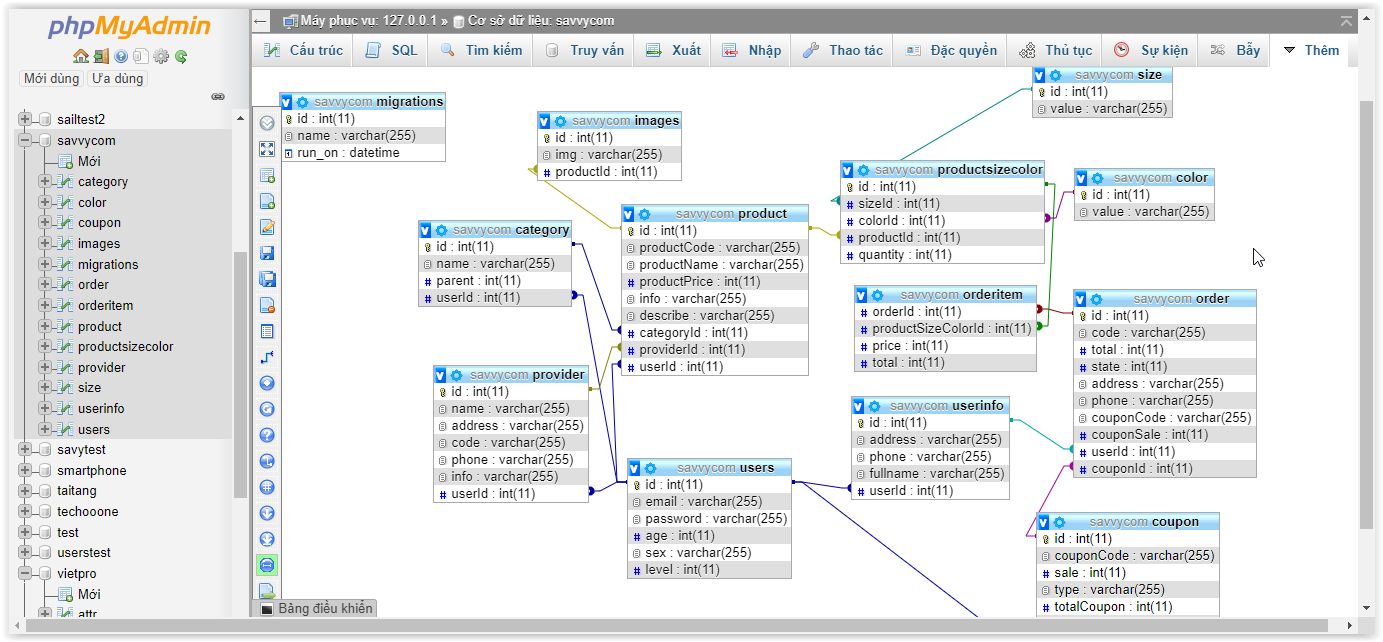 phpMyAdmin
Mới dùng Ưa dùng
sailtest2
savvycom
Mới
category
color
coupon
images
migrations
order
orderitem
product
productsizecolor
provider
size
userinfo
users
savytest
smartphone
taitang
techooone
test
userstest
vietpro
Mới
attr
Máy phục vụ: 127.0.0.1 » Cơ sở dữ liệu: savvycom
Cấu trúc SQL Tìm kiếm Truy vấn Xuất Nhập Thao tác Đặc quyền Thủ tục Sự kiện Bẫy Thêm
savvycom migrations
id : int(11)
name : varchar(255)
run_on : datetime
savvycom images
id : int(11)
img : varchar(255)
productId : int(11)
savvycom size
id : int(11)
value : varchar(255)
savvycom productsizecolor
id : int(11)
sizeId : int(11)
colorId : int(11)
productId : int(11)
quantity : int(11)
savvycom color
id : int(11)
value : varchar(255)
savvycom category
id : int(11)
name : varchar(255)
parent : int(11)
userId : int(11)
savvycom product
id : int(11)
productCode : varchar(255)
productName : varchar(255)
productPrice : int(11)
info : varchar(255)
describe : varchar(255)
categoryId : int(11)
providerId : int(11)
userId : int(11)
savvycom orderitem
orderId : int(11)
productSizeColorId : int(11)
price : int(11)
total : int(11)
savvycom order
id : int(11)
code : varchar(255)
total : int(11)
state : int(11)
address : varchar(255)
phone : varchar(255)
couponCode : varchar(255)
couponSale : int(11)
userId : int(11)
couponId : int(11)
savvycom provider
id : int(11)
name : varchar(255)
address : varchar(255)
code : varchar(255)
phone : varchar(255)
info : varchar(255)
userId : int(11)
savvycom userinfo
id : int(11)
address : varchar(255)
phone : varchar(255)
fullname : varchar(255)
userId : int(11)
savvycom users
id : int(11)
email : varchar(255)
password : varchar(255)
age : int(11)
sex : varchar(255)
level : int(11)
savvycom coupon
id : int(11)
couponCode : varchar(255)
sale : int(11)
type : varchar(255)
totalCoupon : int(11)
Bảng điều khiển